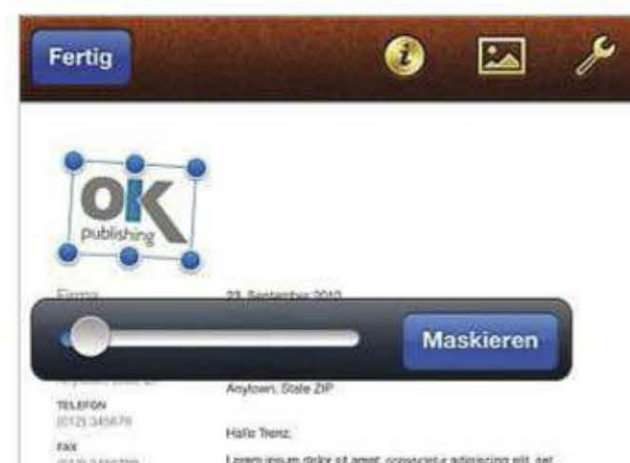 Fertig
OK
publishing
Firma
23. September 2010
Maskieren
Anytown, State ZIP
TELEFON
(012) 345678
FAX
Hallo Trenz,
Lorem ipsum dolor sit amet, consectetur adipiscing elit, set